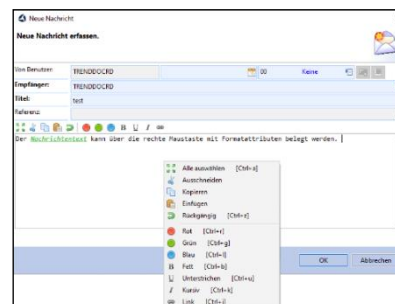 Neue Nachricht
Neue Nachricht erfassen.
Von Benutzer: TRENDDOCRD 00 Keine
Empfänger: TRENDDOCRD
Titel: test
Referenz:
B U I
Der Nachrichtentext kann über die rechte Maustaste mit Formatattributen belegt werden.
Alle auswählen [Ctrl+a]
Ausschneiden
Kopieren
Einfügen
Rückgängig [Ctrl+z]
Rot [Ctrl+r]
Grün [Ctrl+g]
Blau [Ctrl+l]
B Fett [Ctrl+b]
U Unterstrichen [Ctrl+u]
I Kursiv [Ctrl+k]
Link [Ctrl+j]
OK Abbrechen